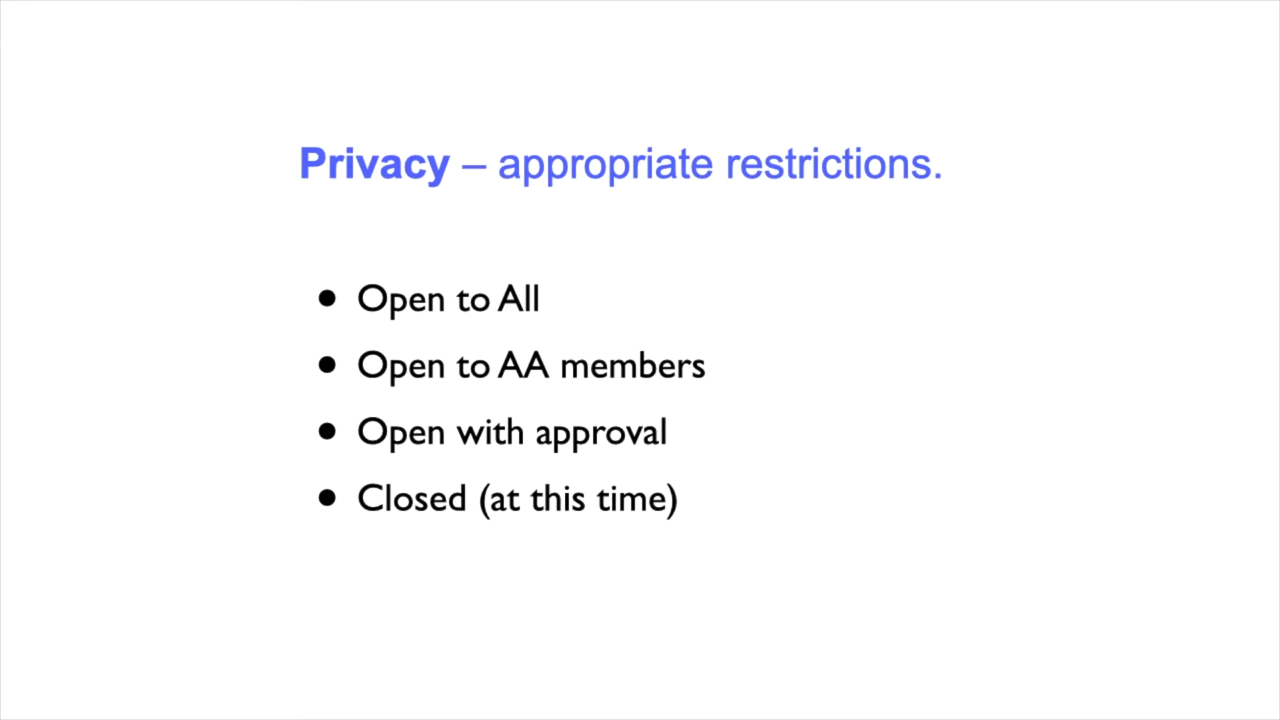 Privacy – appropriate restrictions.
• Open to All
• Open to AA members
• Open with approval
• Closed (at this time)